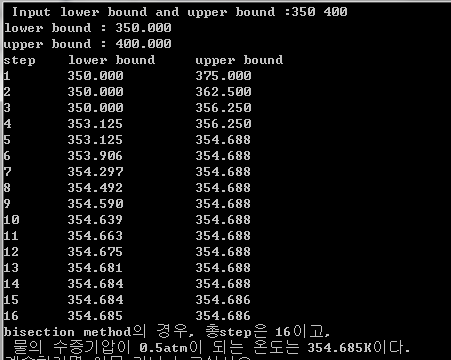 Input lower bound and upper bound :350 400
lower bound : 350.000
upper bound : 400.000
step lower bound upper bound
1 350.000 375.000
2 350.000 362.500
3 350.000 356.250
4 353.125 356.250
5 353.125 354.688
6 353.906 354.688
7 354.297 354.688
8 354.492 354.688
9 354.590 354.688
10 354.639 354.688
11 354.663 354.688
12 354.675 354.688
13 354.681 354.688
14 354.684 354.688
15 354.684 354.686
16 354.685 354.686
bisection method의 경우, 총step은 16이고,
물의 수증기압이 0.5atm이 되는 온도는 354.685K이다.